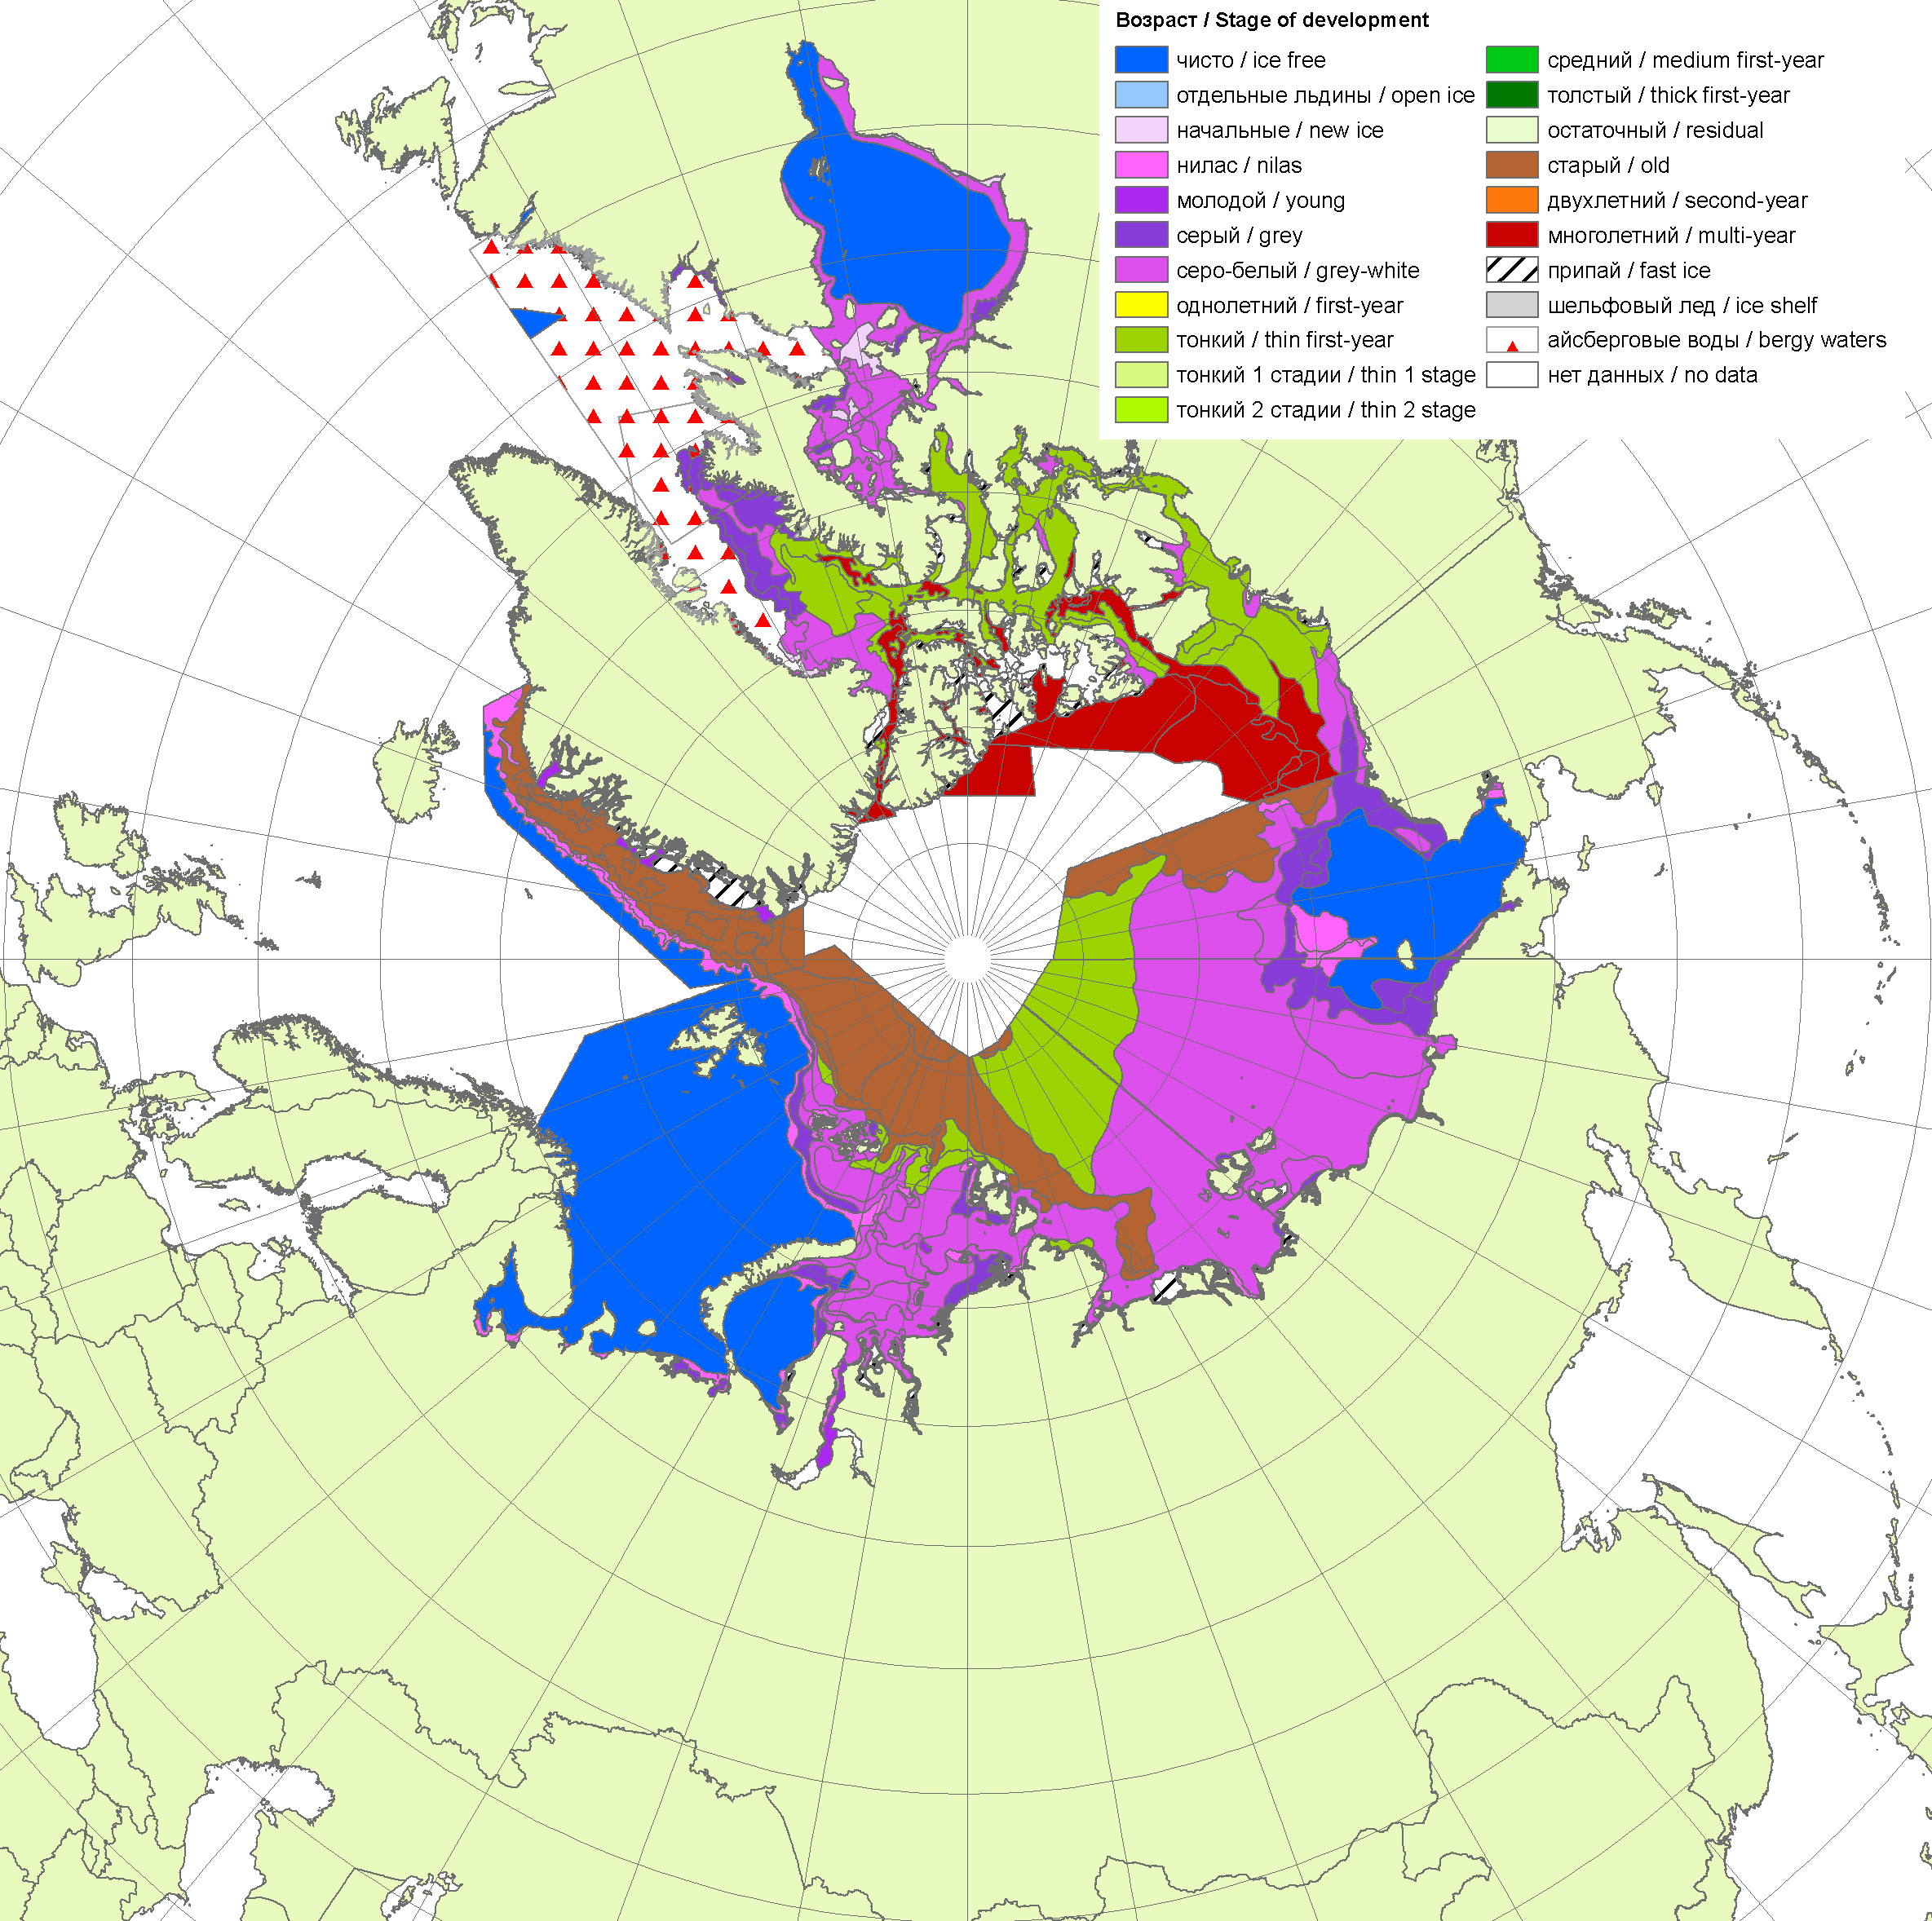 Возраст / Stage of development
чисто / ice free
отдельные льдины / open ice
начальные / new ice
нилас / nilas
молодой / young
серый / grey
серо-белый / grey-white
однолетний / first-year
тонкий / thin first-year
тонкий 1 стадии / thin 1 stage
тонкий 2 стадии / thin 2 stage
средний / medium first-year
толстый / thick first-year
остаточный / residual
старый / old
двухлетний / second-year
многолетний / multi-year
припай / fast ice
шельфовый лед / ice shelf
айсберговые воды / bergy waters
нет данных / no data